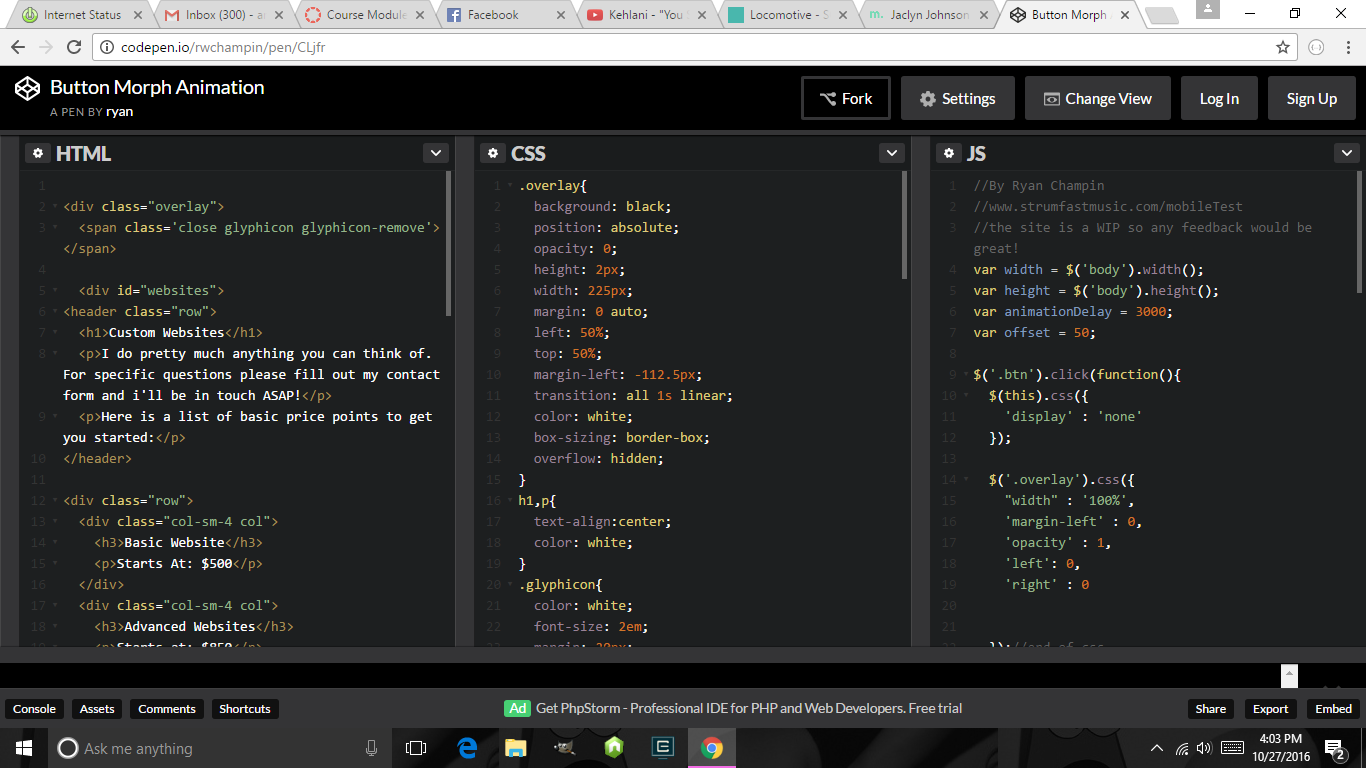 Internet Status
Inbox (300) - a
Course Module
Facebook
Kehlani - "You
Locomotive - S
Jaclyn Johnson
Button Morph
codepen.io/rwchampin/pen/CLjfr
Button Morph Animation
A PEN BY ryan
Fork
Settings
Change View
Log In
Sign Up
HTML
1
2 <div class="overlay">
3 <span class='close glyphicon glyphicon-remove'>
</span>
4
5 <div id="websites">
6 <header class="row">
7 <h1>Custom Websites</h1>
8 <p>I do pretty much anything you can think of.
For specific questions please fill out my contact
form and i'll be in touch ASAP!</p>
9 <p>Here is a list of basic price points to get
you started:</p>
10 </header>
11
12 <div class="row">
13 <div class="col-sm-4 col">
14 <h3>Basic Website</h3>
15 <p>Starts At: $500</p>
16 </div>
17 <div class="col-sm-4 col">
18 <h3>Advanced Websites</h3>
19 <p>Starts at: $850</p>
CSS
1 .overlay{
2 background: black;
3 position: absolute;
4 opacity: 0;
5 height: 2px;
6 width: 225px;
7 margin: 0 auto;
8 left: 50%;
9 top: 50%;
10 margin-left: -112.5px;
11 transition: all 1s linear;
12 color: white;
13 box-sizing: border-box;
14 overflow: hidden;
15 }
16 h1,p{
17 text-align:center;
18 color: white;
19 }
20 .glyphicon{
21 color: white;
22 font-size: 2em;
23 margin: 20px;
JS
1 //By Ryan Champin
2 //www.strumfastmusic.com/mobileTest
3 //the site is a WIP so any feedback would be
great!
4 var width = $('body').width();
5 var height = $('body').height();
6 var animationDelay = 3000;
7 var offset = 50;
8
9 $('.btn').click(function(){
10 $(this).css({
11 'display' : 'none'
12 });
13
14 $('.overlay').css({
15 "width" : '100%',
16 'margin-left' : 0,
17 'opacity' : 1,
18 'left': 0,
19 'right' : 0
20
21
22 });//end of css
Console
Assets
Comments
Shortcuts
Ad Get PhpStorm - Professional IDE for PHP and Web Developers. Free trial
Share
Export
Embed
Ask me anything
4:03 PM
10/27/2016
2